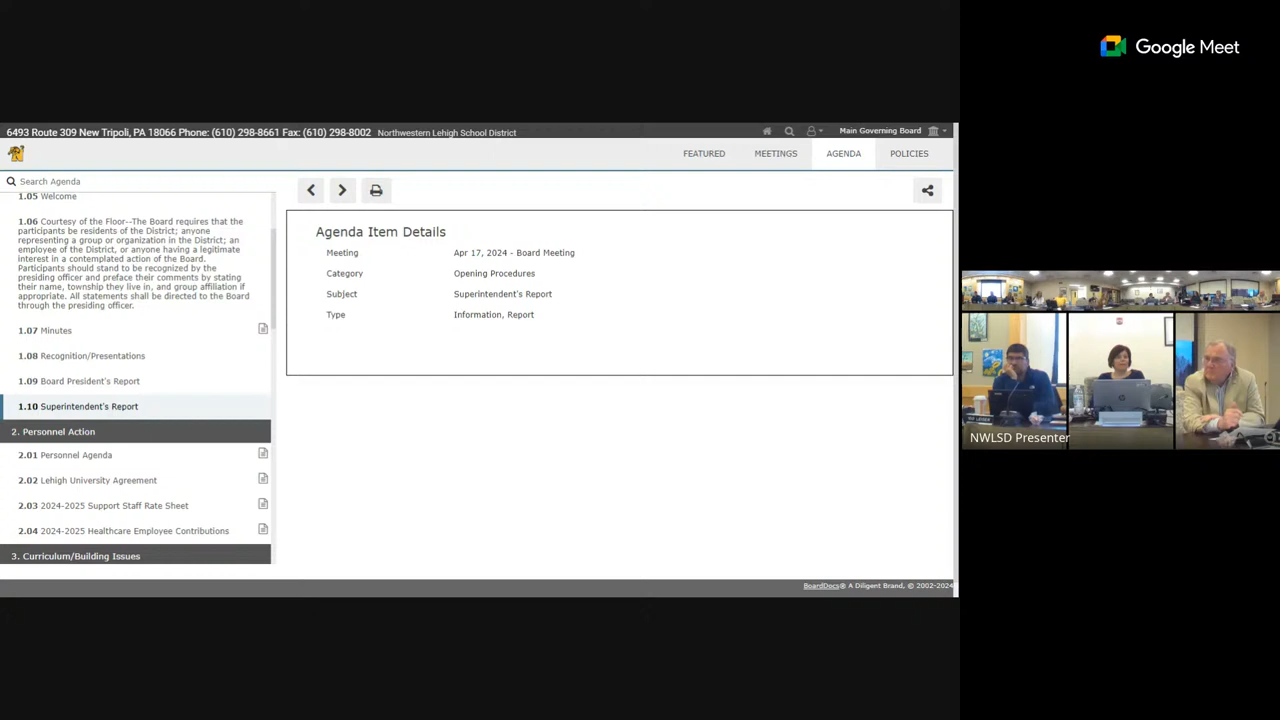 Google Meet
6493 Route 309 New Tripoli, PA 18066 Phone: (610) 298-8661 Fax: (610) 298-8002 Northwestern Lehigh School District
Main Governing Board
FEATURED MEETINGS AGENDA POLICIES
Search Agenda
1.05 Welcome
1.06 Courtesy of the Floor--The Board requires that the
participants be residents of the District; anyone
representing a group or organization in the District; an
employee of the District, or anyone having a legitimate
interest in a contemplated action of the Board.
Participants should stand to be recognized by the
presiding officer and preface their comments by stating
their name, township they live in, and group affiliation if
appropriate. All statements shall be directed to the Board
through the presiding officer.
1.07 Minutes
1.08 Recognition/Presentations
1.09 Board President's Report
1.10 Superintendent's Report
2. Personnel Action
2.01 Personnel Agenda
2.02 Lehigh University Agreement
2.03 2024-2025 Support Staff Rate Sheet
2.04 2024-2025 Healthcare Employee Contributions
3. Curriculum/Building Issues
Agenda Item Details
Meeting Apr 17, 2024 - Board Meeting
Category Opening Procedures
Subject Superintendent's Report
Type Information, Report
BoardDocs® A Diligent Brand, © 2002-2024
NWLSD Presenter